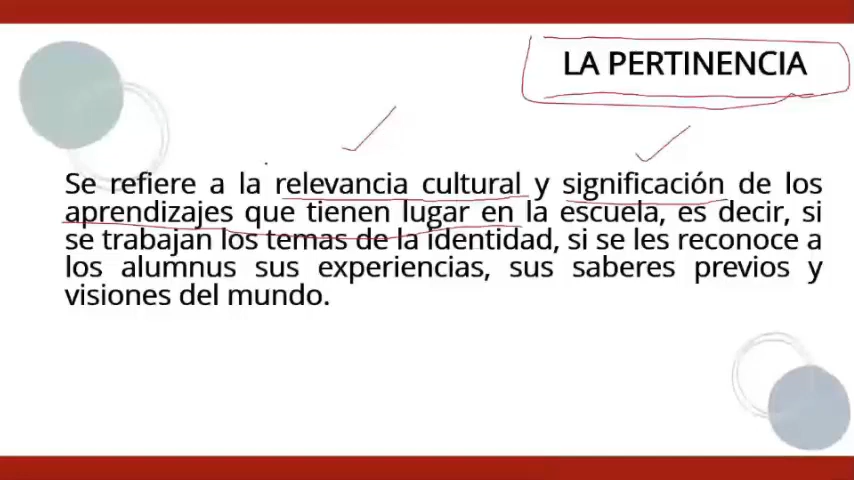 LA PERTINENCIA
Se refiere a la relevancia cultural y significación de los
aprendizajes que tienen lugar en la escuela, es decir, si
se trabajan los temas de la identidad, si se les reconoce a
los alumnus sus experiencias, sus saberes previos y
visiones del mundo.